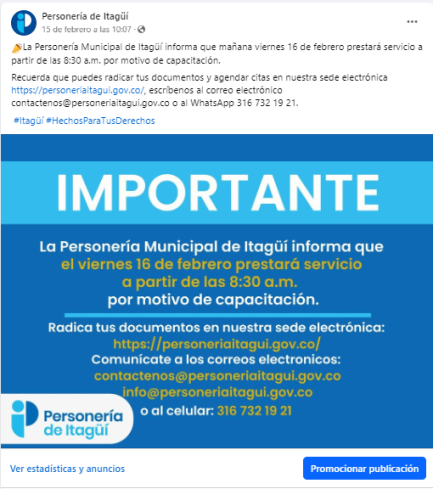 Personería de Itagüí
15 de febrero a las 10:07 ·
La Personería Municipal de Itagüí informa que mañana viernes 16 de febrero prestará servicio a
partir de las 8:30 a.m. por motivo de capacitación.
Recuerda que puedes radicar tus documentos y agendar citas en nuestra sede electrónica
https://personeriaitagui.gov.co/, escríbenos al correo electrónico
contactenos@personeriaitagui.gov.co o al WhatsApp 316 732 19 21.
#Itagüí #HechosParaTusDerechos
IMPORTANTE
La Personería Municipal de Itagüí informa que
el viernes 16 de febrero prestará servicio
a partir de las 8:30 a.m.
por motivo de capacitación.
Radica tus documentos en nuestra sede electrónica:
https://personeriaitagui.gov.co/
Comunícate a los correos electronicos:
contactenos@personeriaitagui.gov.co
info@personeriaitagui.gov.co
o al celular: 316 732 19 21
Personería
de Itagüí
Ver estadísticas y anuncios
Promocionar publicación